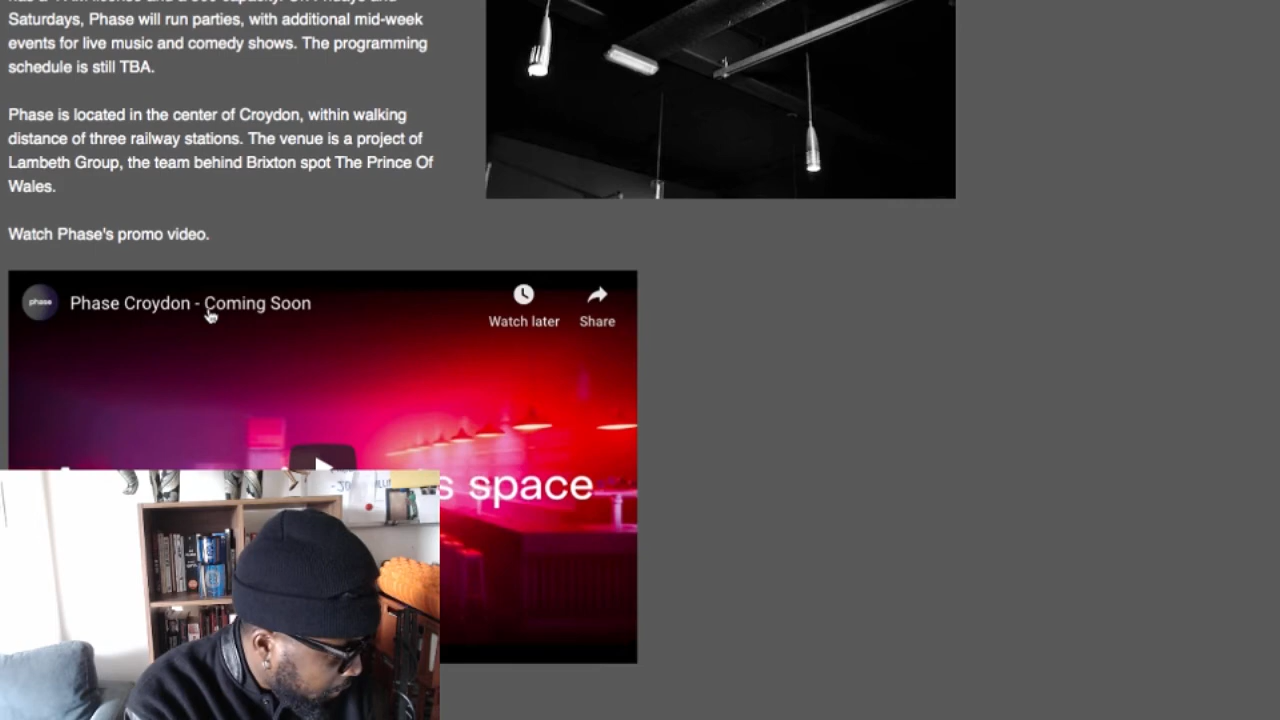 Saturdays, Phase will run parties, with additional mid-week
events for live music and comedy shows. The programming
schedule is still TBA.
Phase is located in the center of Croydon, within walking
distance of three railway stations. The venue is a project of
Lambeth Group, the team behind Brixton spot The Prince Of
Wales.
Watch Phase's promo video.
phase
Phase Croydon - Coming Soon
Watch later
Share
s space